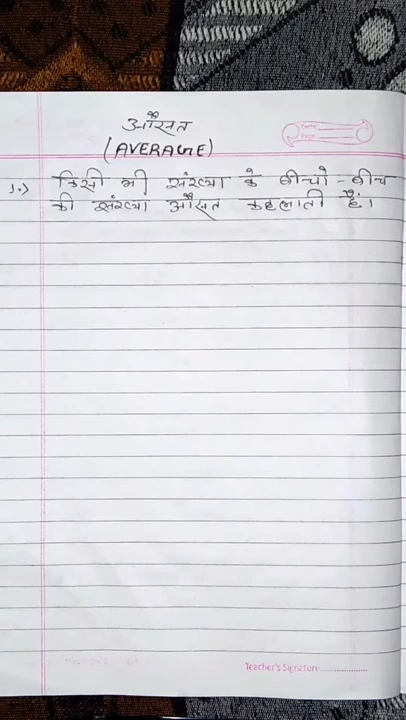 औसत
(AVERAGE)
1.) किसी भी संख्या के बीचो-बीच
की संख्या औसत कहलाती हैं।
Teacher's Signature....................